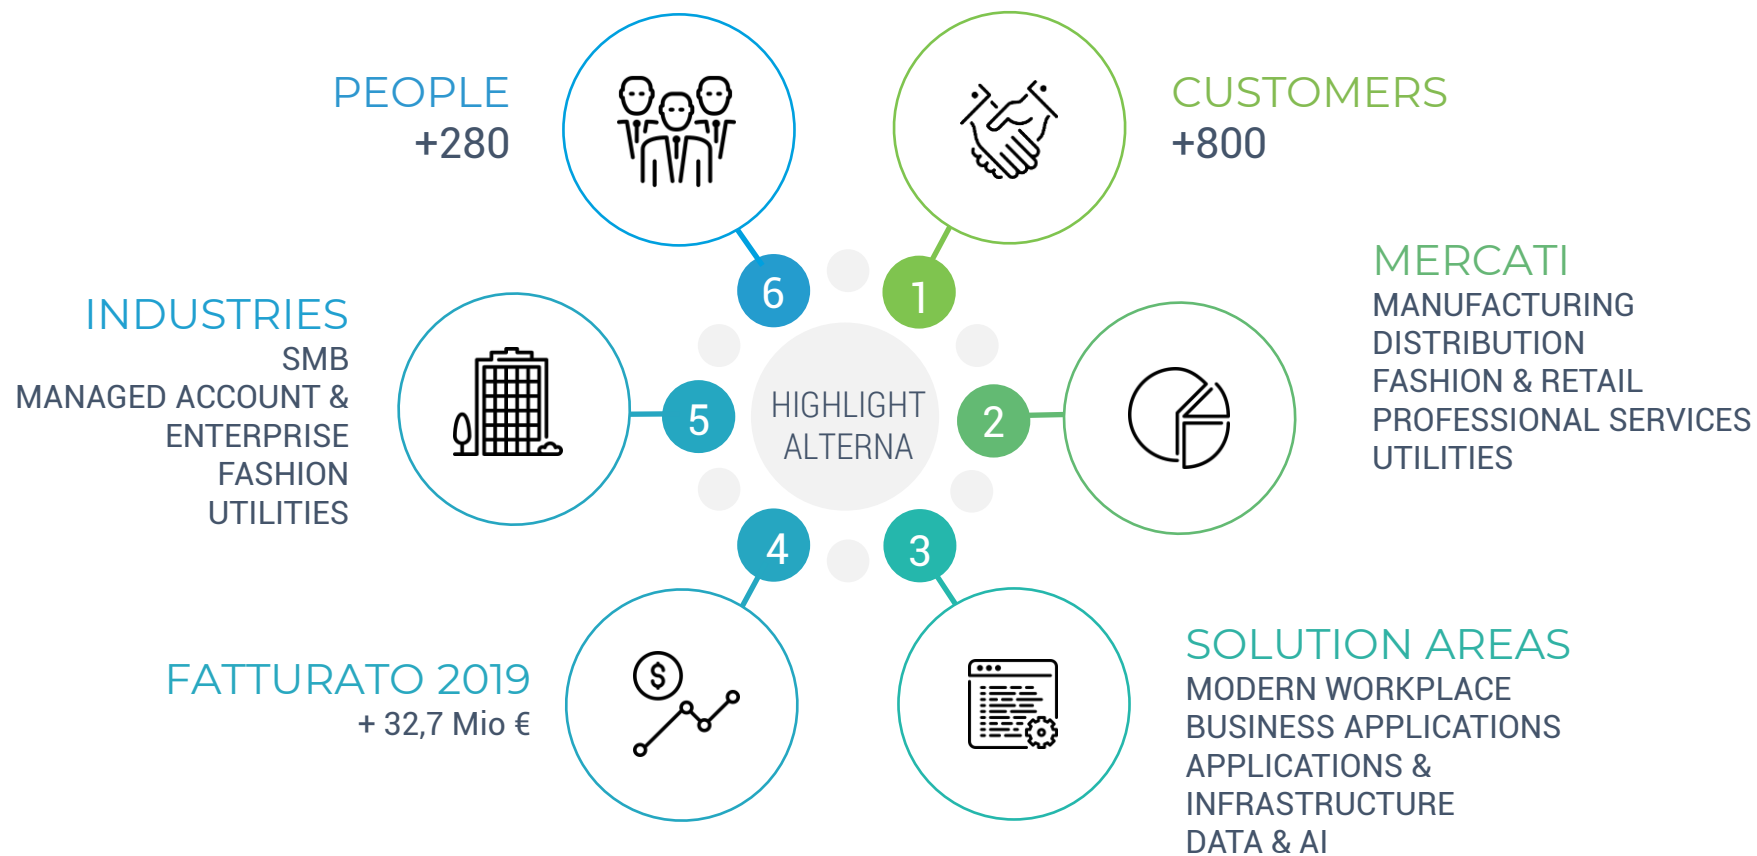 HIGHLIGHT
ALTERNA
1
CUSTOMERS
+800
2
MERCATI
MANUFACTURING
DISTRIBUTION
FASHION & RETAIL
PROFESSIONAL SERVICES
UTILITIES
3
SOLUTION AREAS
MODERN WORKPLACE
BUSINESS APPLICATIONS
APPLICATIONS &
INFRASTRUCTURE
DATA & AI
4
FATTURATO 2019
+ 32,7 Mio €
$
5
INDUSTRIES
SMB
MANAGED ACCOUNT &
ENTERPRISE
FASHION
UTILITIES
6
PEOPLE
+280